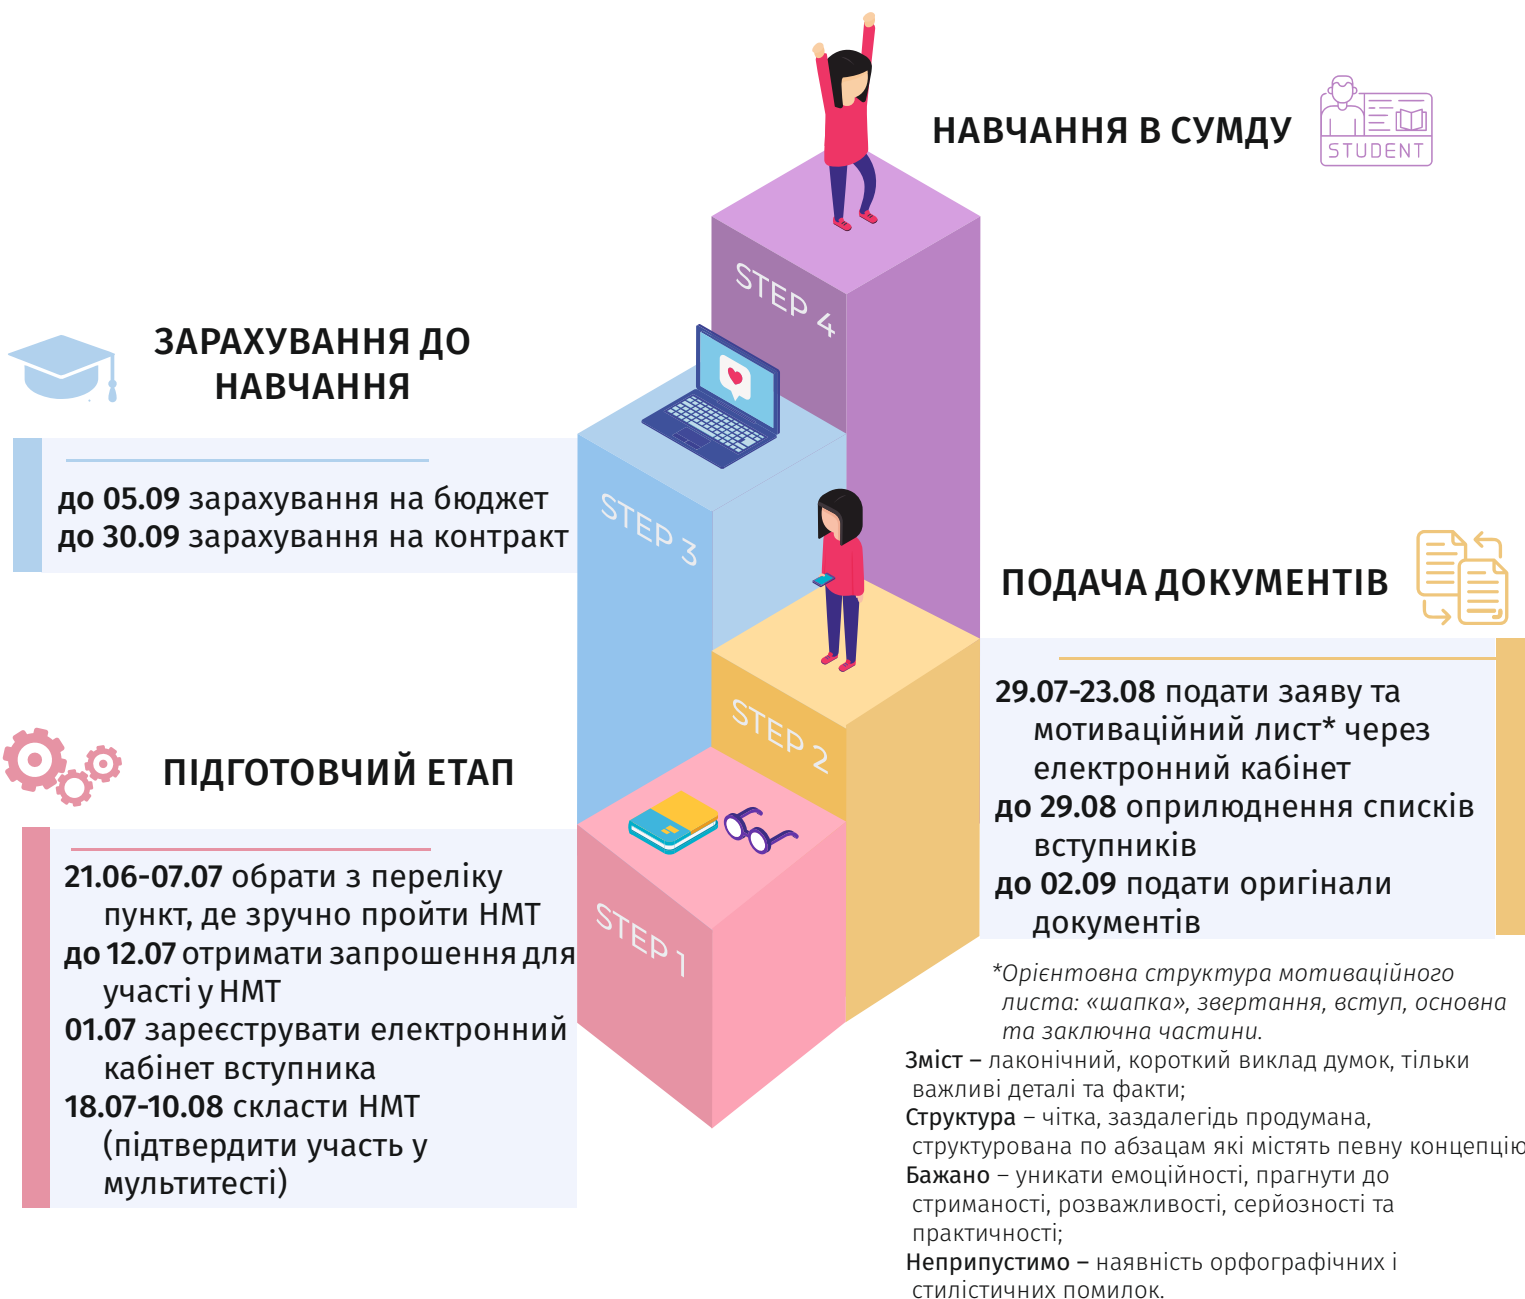 НАВЧАННЯ В СУМДУ
STUDENT
STEP 4
ЗАРАХУВАННЯ ДО
НАВЧАННЯ
до 05.09 зарахування на бюджет
до 30.09 зарахування на контракт
STEP 3
ПОДАЧА ДОКУМЕНТІВ
29.07-23.08 подати заяву та
мотиваційний лист* через
електронний кабінет
до 29.08 оприлюднення списків
вступників
до 02.09 подати оригінали
документів
STEP 2
ПІДГОТОВЧИЙ ЕТАП
21.06-07.07 обрати з переліку
пункт, де зручно пройти НМТ
до 12.07 отримати запрошення для
участі у НМТ
01.07 зареєструвати електронний
кабінет вступника
18.07-10.08 скласти НМТ
(підтвердити участь у
мультитесті)
STEP 1
*Орієнтовна структура мотиваційного
листа: «шапка», звертання, вступ, основна
та заключна частини.
Зміст – лаконічний, короткий виклад думок, тільки
важливі деталі та факти;
Структура – чітка, заздалегідь продумана,
структурована по абзацам які містять певну концепцію
Бажано – уникати емоційності, прагнути до
стриманості, розважливості, серйозності та
практичності;
Неприпустимо – наявність орфографічних і
стилістичних помилок.